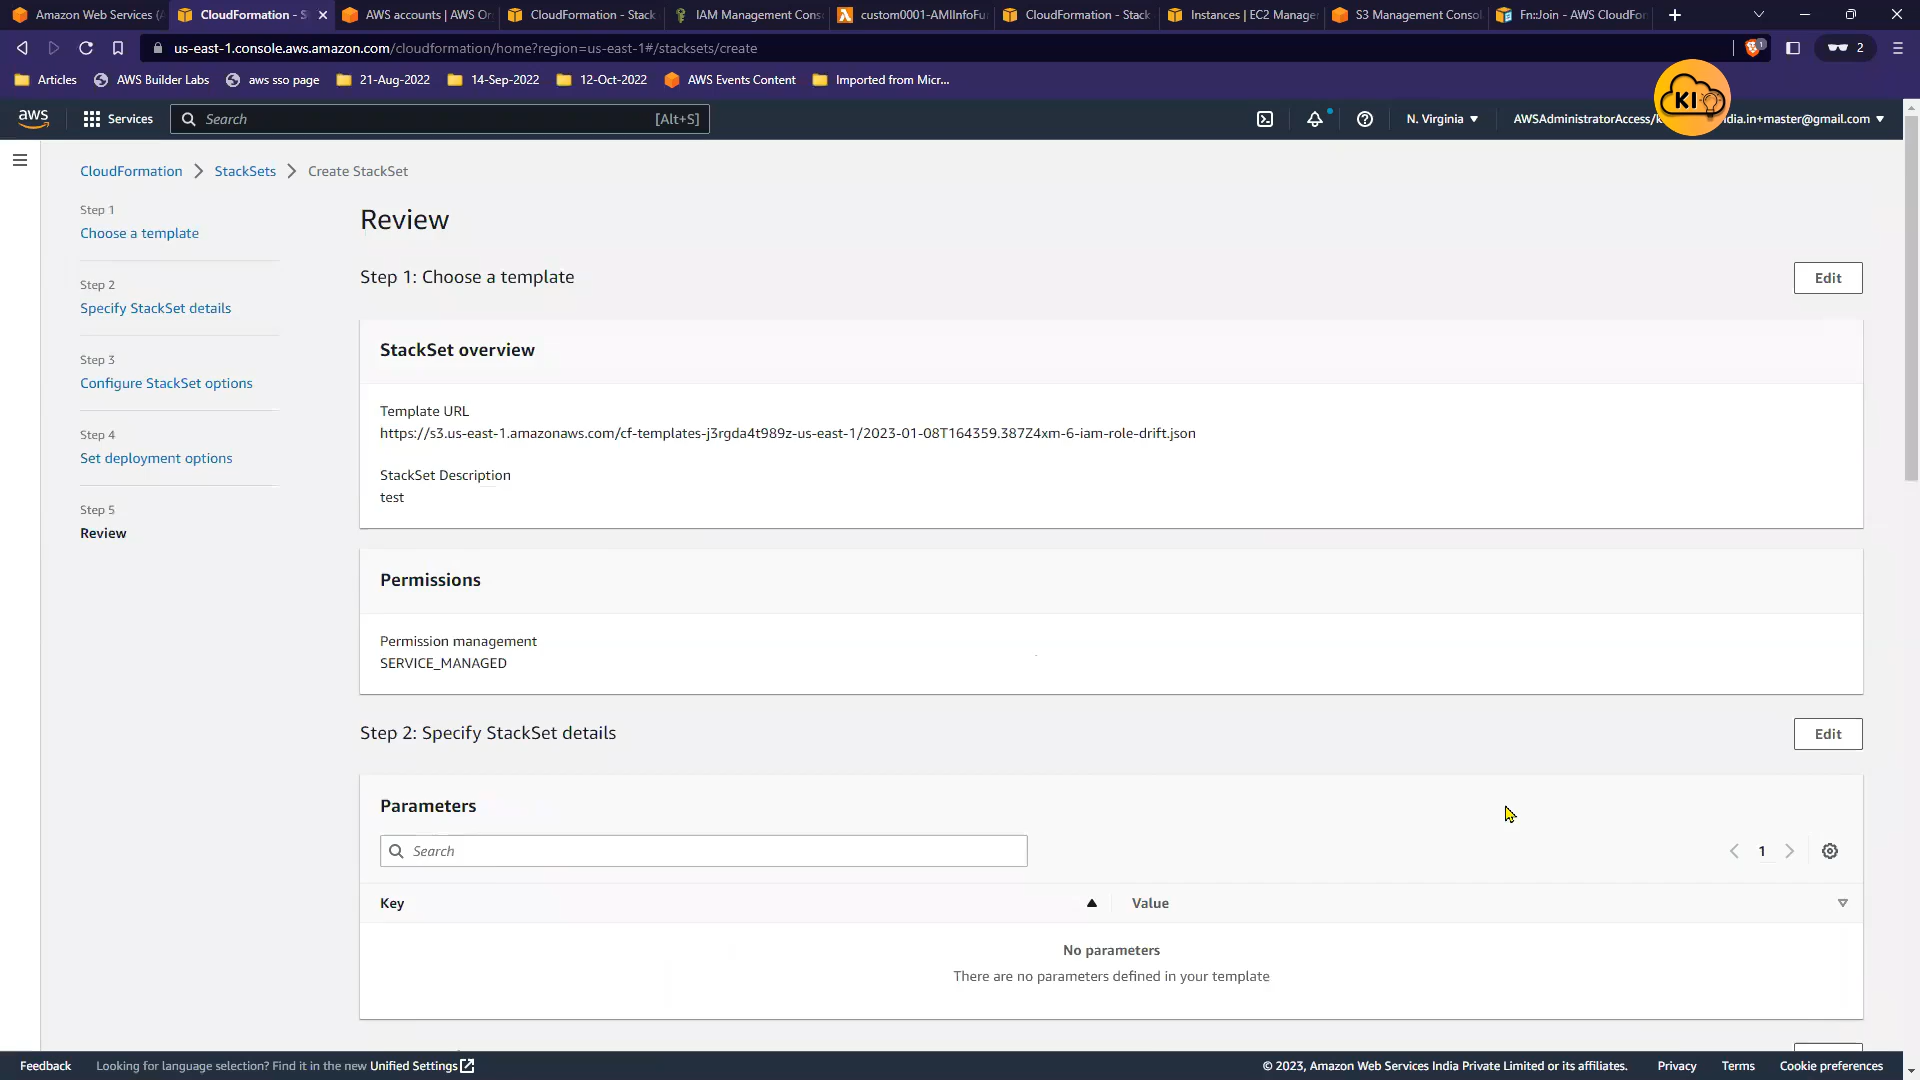 Amazon Web Services (
CloudFormation - S
AWS accounts | AWS Or
CloudFormation - Stack
IAM Management Cons
custom0001-AMIInfoFu
CloudFormation - Stack
Instances | EC2 Manage
S3 Management Consol
Fn::Join - AWS CloudFor
us-east-1.console.aws.amazon.com/cloudformation/home?region=us-east-1#/stacksets/create
1
2
Articles
AWS Builder Labs
aws sso page
21-Aug-2022
14-Sep-2022
12-Oct-2022
AWS Events Content
Imported from Micr...
KI
aws
Services
Search
[Alt+S]
N. Virginia
AWSAdministratorAccess/
dia.in+master@gmail.com
CloudFormation
StackSets
Create StackSet
Step 1
Choose a template
Step 2
Specify StackSet details
Step 3
Configure StackSet options
Step 4
Set deployment options
Step 5
Review
Review
Step 1: Choose a template
Edit
StackSet overview
Template URL
https://s3.us-east-1.amazonaws.com/cf-templates-j3rgda4t989z-us-east-1/2023-01-08T164359.387Z4xm-6-iam-role-drift.json
StackSet Description
test
Permissions
Permission management
SERVICE_MANAGED
Step 2: Specify StackSet details
Edit
Parameters
Search
1
Key
Value
No parameters
There are no parameters defined in your template
Feedback
Looking for language selection? Find it in the new Unified Settings
© 2023, Amazon Web Services India Private Limited or its affiliates.
Privacy
Terms
Cookie preferences